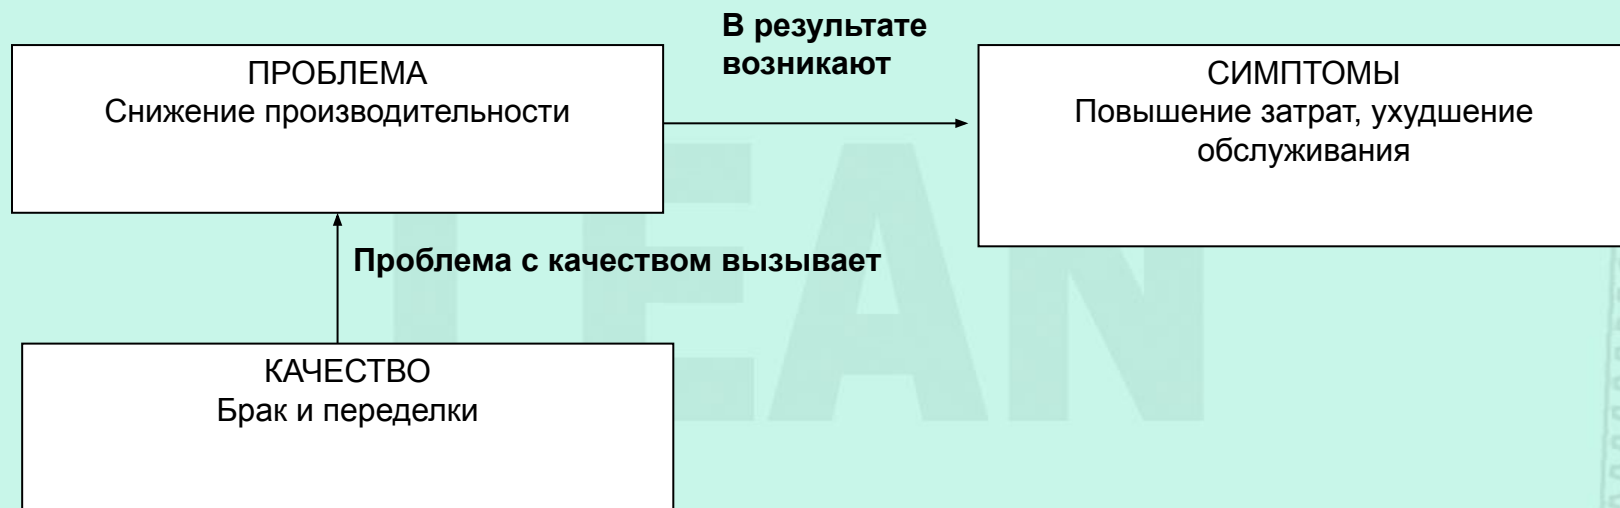 В результате
возникают
ПРОБЛЕМА
Снижение производительности
СИМПТОМЫ
Повышение затрат, ухудшение
обслуживания
Проблема с качеством вызывает
КАЧЕСТВО
Брак и переделки
LEAN